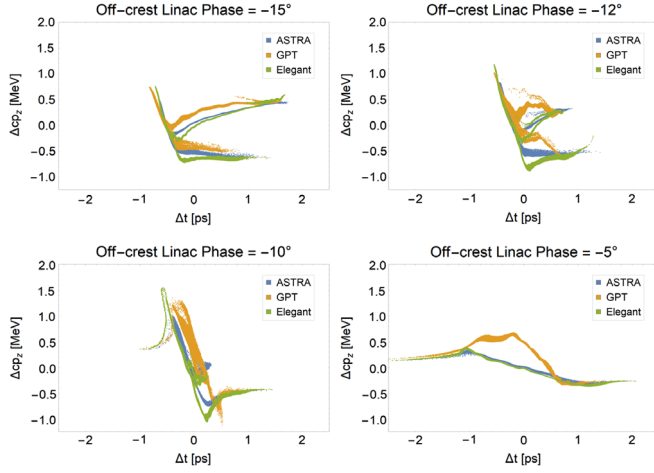 Off-crest Linac Phase = -15°
2.0
1.5
1.0
0.5
0.0
-0.5
-1.0
Δcp_z [MeV]
ASTRA
GPT
Elegant
-2
-1
0
1
2
Δt [ps]
Off-crest Linac Phase = -12°
2.0
1.5
1.0
0.5
0.0
-0.5
-1.0
Δcp_z [MeV]
ASTRA
GPT
Elegant
-2
-1
0
1
2
Δt [ps]
Off-crest Linac Phase = -10°
2.0
1.5
1.0
0.5
0.0
-0.5
-1.0
Δcp_z [MeV]
ASTRA
GPT
Elegant
-2
-1
0
1
2
Δt [ps]
Off-crest Linac Phase = -5°
2.0
1.5
1.0
0.5
0.0
-0.5
-1.0
Δcp_z [MeV]
ASTRA
GPT
Elegant
-2
-1
0
1
2
Δt [ps]